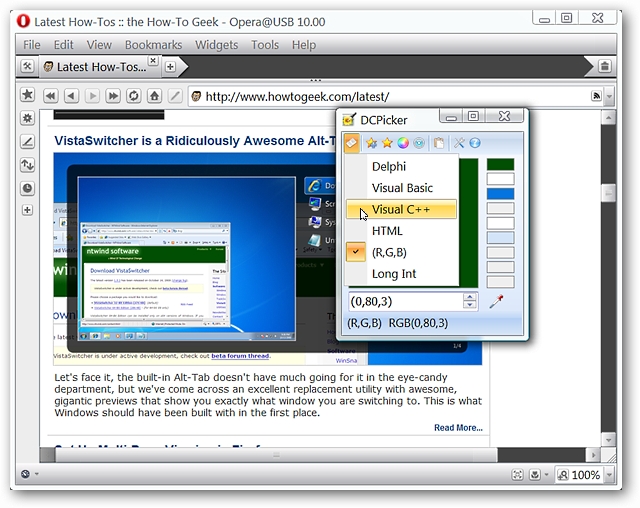 Latest How-Tos :: the How-To Geek - Opera@USB 10.00
File Edit View Bookmarks Widgets Tools Help
Latest How-Tos...
http://www.howtogeek.com/latest/
VistaSwitcher is a Ridiculously Awesome Alt-T
ntwind software
Download VistaSwitcher
VistaSwitcher is under active development, check out beta forum thread.
WinSna
1/4
DCPicker
Delphi
Visual Basic
Visual C++
HTML
(R,G,B)
Long Int
(0,80,3)
(R,G,B) RGB(0,80,3)
Let's face it, the built-in Alt-Tab doesn't have much going for it in the eye-candy
department, but we've come across an excellent replacement utility with awesome,
gigantic previews that show you exactly what window you are switching to. This is what
Windows should have been built with in the first place.
Read More...
100%